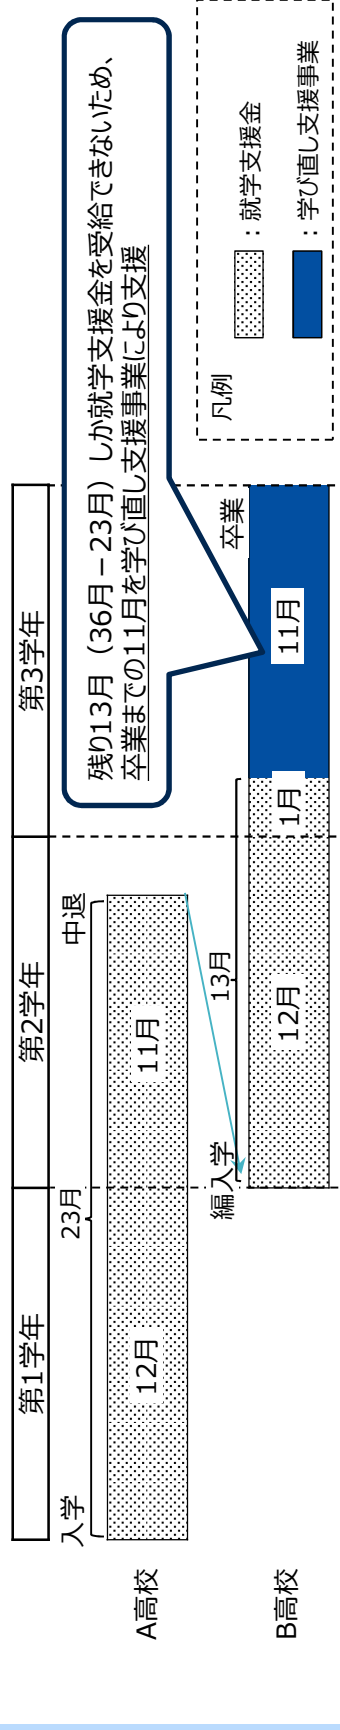 第1学年
第2学年
第3学年
入学
23月
中退
A高校
12月
11月
編入学
13月
卒業
B高校
12月
1月
11月
残り13月（36月－23月）しか就学支援金を受給できないため、
卒業までの11月を学び直し支援事業により支援
凡例
：就学支援金
：学び直し支援事業